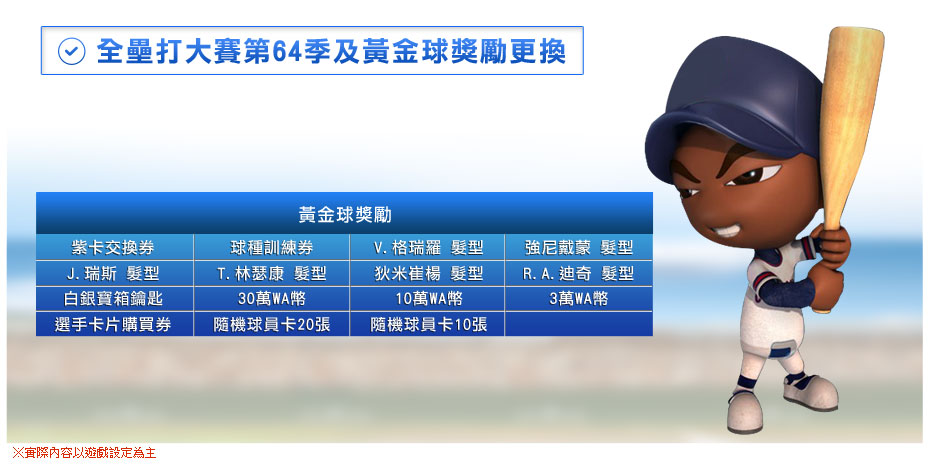 全壘打大賽第64季及黃金球獎勵更換
黃金球獎勵
紫卡交換券 球種訓練券 V.格瑞羅 髮型 強尼戴蒙 髮型
J.瑞斯 髮型 T.林瑟康 髮型 狄米崔楊 髮型 R.A.迪奇 髮型
白銀寶箱鑰匙 30萬WA幣 10萬WA幣 3萬WA幣
選手卡片購買券 隨機球員卡20張 隨機球員卡10張
※實際內容以遊戲設定為主